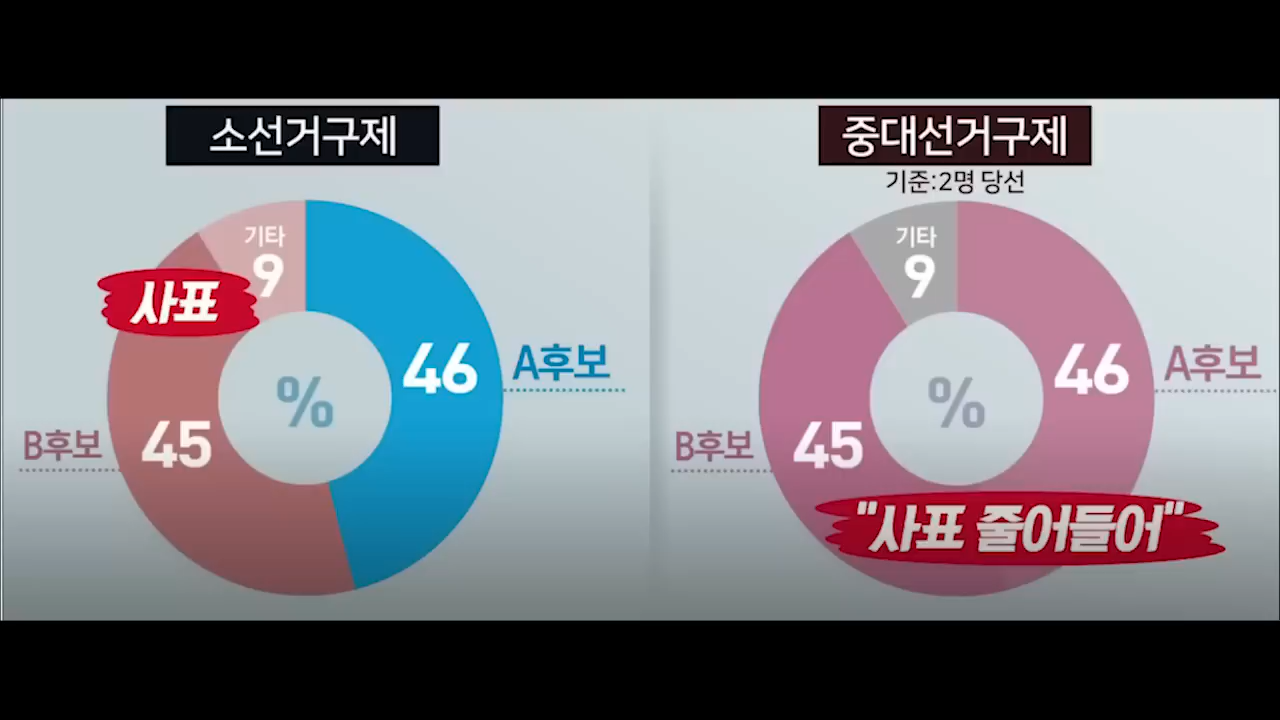 소선거구제
기타
9
사표
46
A후보
%
B후보
45
중대선거구제
기준:2명 당선
기타
9
46
A후보
%
B후보
45
"사표 줄어들어"